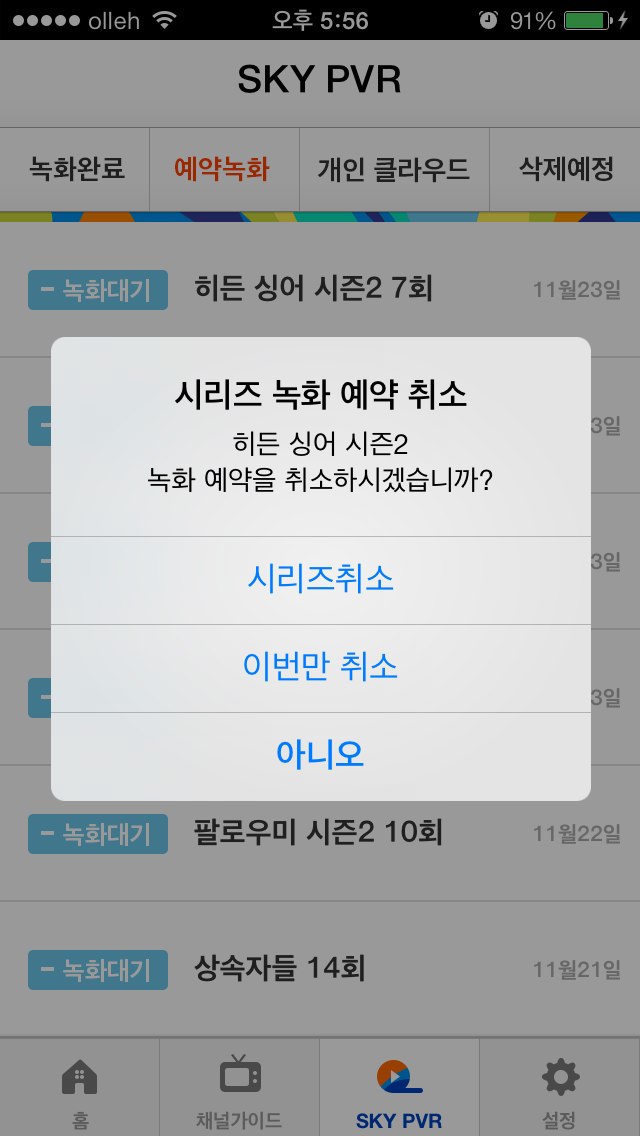 olleh 오후 5:56 91%
SKY PVR
녹화완료 예약녹화 개인 클라우드 삭제예정
녹화대기 히든 싱어 시즌2 7회 11월23일
시리즈 녹화 예약 취소
히든 싱어 시즌2
3일
녹화 예약을 취소하시겠습니까?
3일
시리즈취소
이번만 취소
3일
아니오
녹화대기 팔로우미 시즌2 10회 11월22일
녹화대기 상속자들 14회 11월21일
홈 채널가이드 SKY PVR 설정